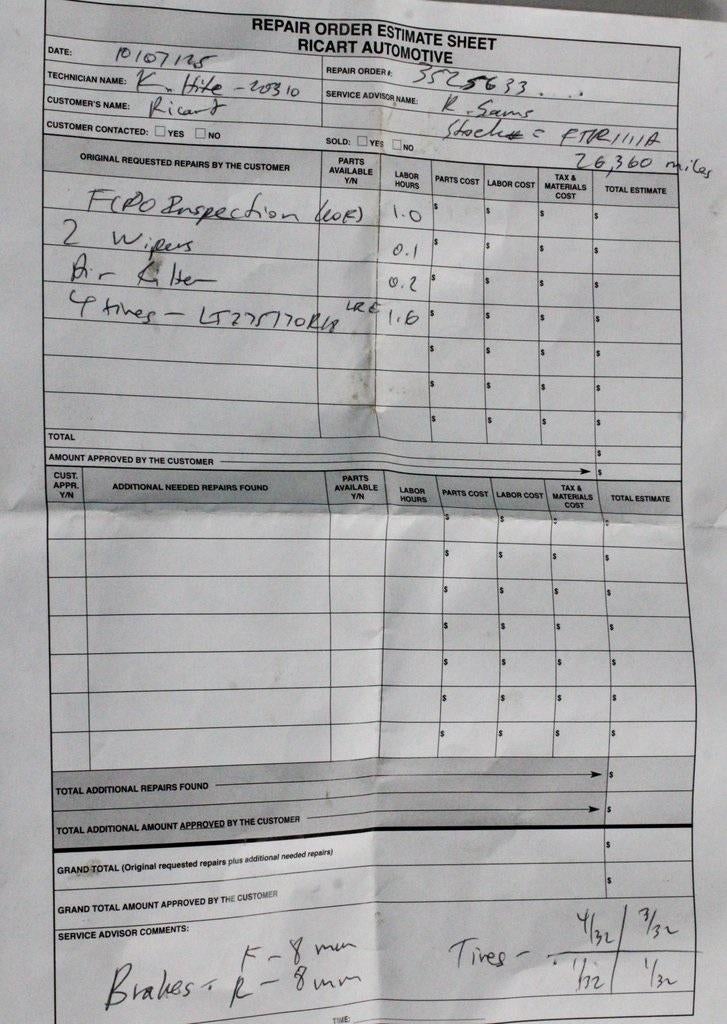 REPAIR ORDER ESTIMATE SHEET
RICART AUTOMOTIVE
DATE: 10/07/25
REPAIR ORDER #: 3525633....
TECHNICIAN NAME: K. Hite - 20310
SERVICE ADVISOR NAME: R. Sams
CUSTOMER'S NAME: Ricart
Stock# = FTR1111A
CUSTOMER CONTACTED: YES NO
SOLD: YES NO
26,360 miles
ORIGINAL REQUESTED REPAIRS BY THE CUSTOMER PARTS AVAILABLE Y/N LABOR HOURS PARTS COST LABOR COST TAX & MATERIALS COST TOTAL ESTIMATE
Inspection 1.0 $ $ $ $
2 Wipers 0.1 $ $ $ $
Air Filter 0.2 $ $ $ $
4 tires - LT275/70R18 LRE 1.6 $ $ $ $
$ $ $ $
$ $ $ $
$ $ $ $
TOTAL $
AMOUNT APPROVED BY THE CUSTOMER $
CUST. APPR. Y/N ADDITIONAL NEEDED REPAIRS FOUND PARTS AVAILABLE Y/N LABOR HOURS PARTS COST LABOR COST TAX & MATERIALS COST TOTAL ESTIMATE
$ $ $ $
$ $ $ $
$ $ $ $
$ $ $ $
$ $ $ $
$ $ $ $
$ $ $ $
TOTAL ADDITIONAL REPAIRS FOUND $
TOTAL ADDITIONAL AMOUNT APPROVED BY THE CUSTOMER $
GRAND TOTAL (Original requested repairs plus additional needed repairs) $
GRAND TOTAL AMOUNT APPROVED BY THE CUSTOMER $
SERVICE ADVISOR COMMENTS:
Brakes - F - 8 mm
R - 8 mm
Tires - 4/32 3/32
1/32 1/32
TIME: